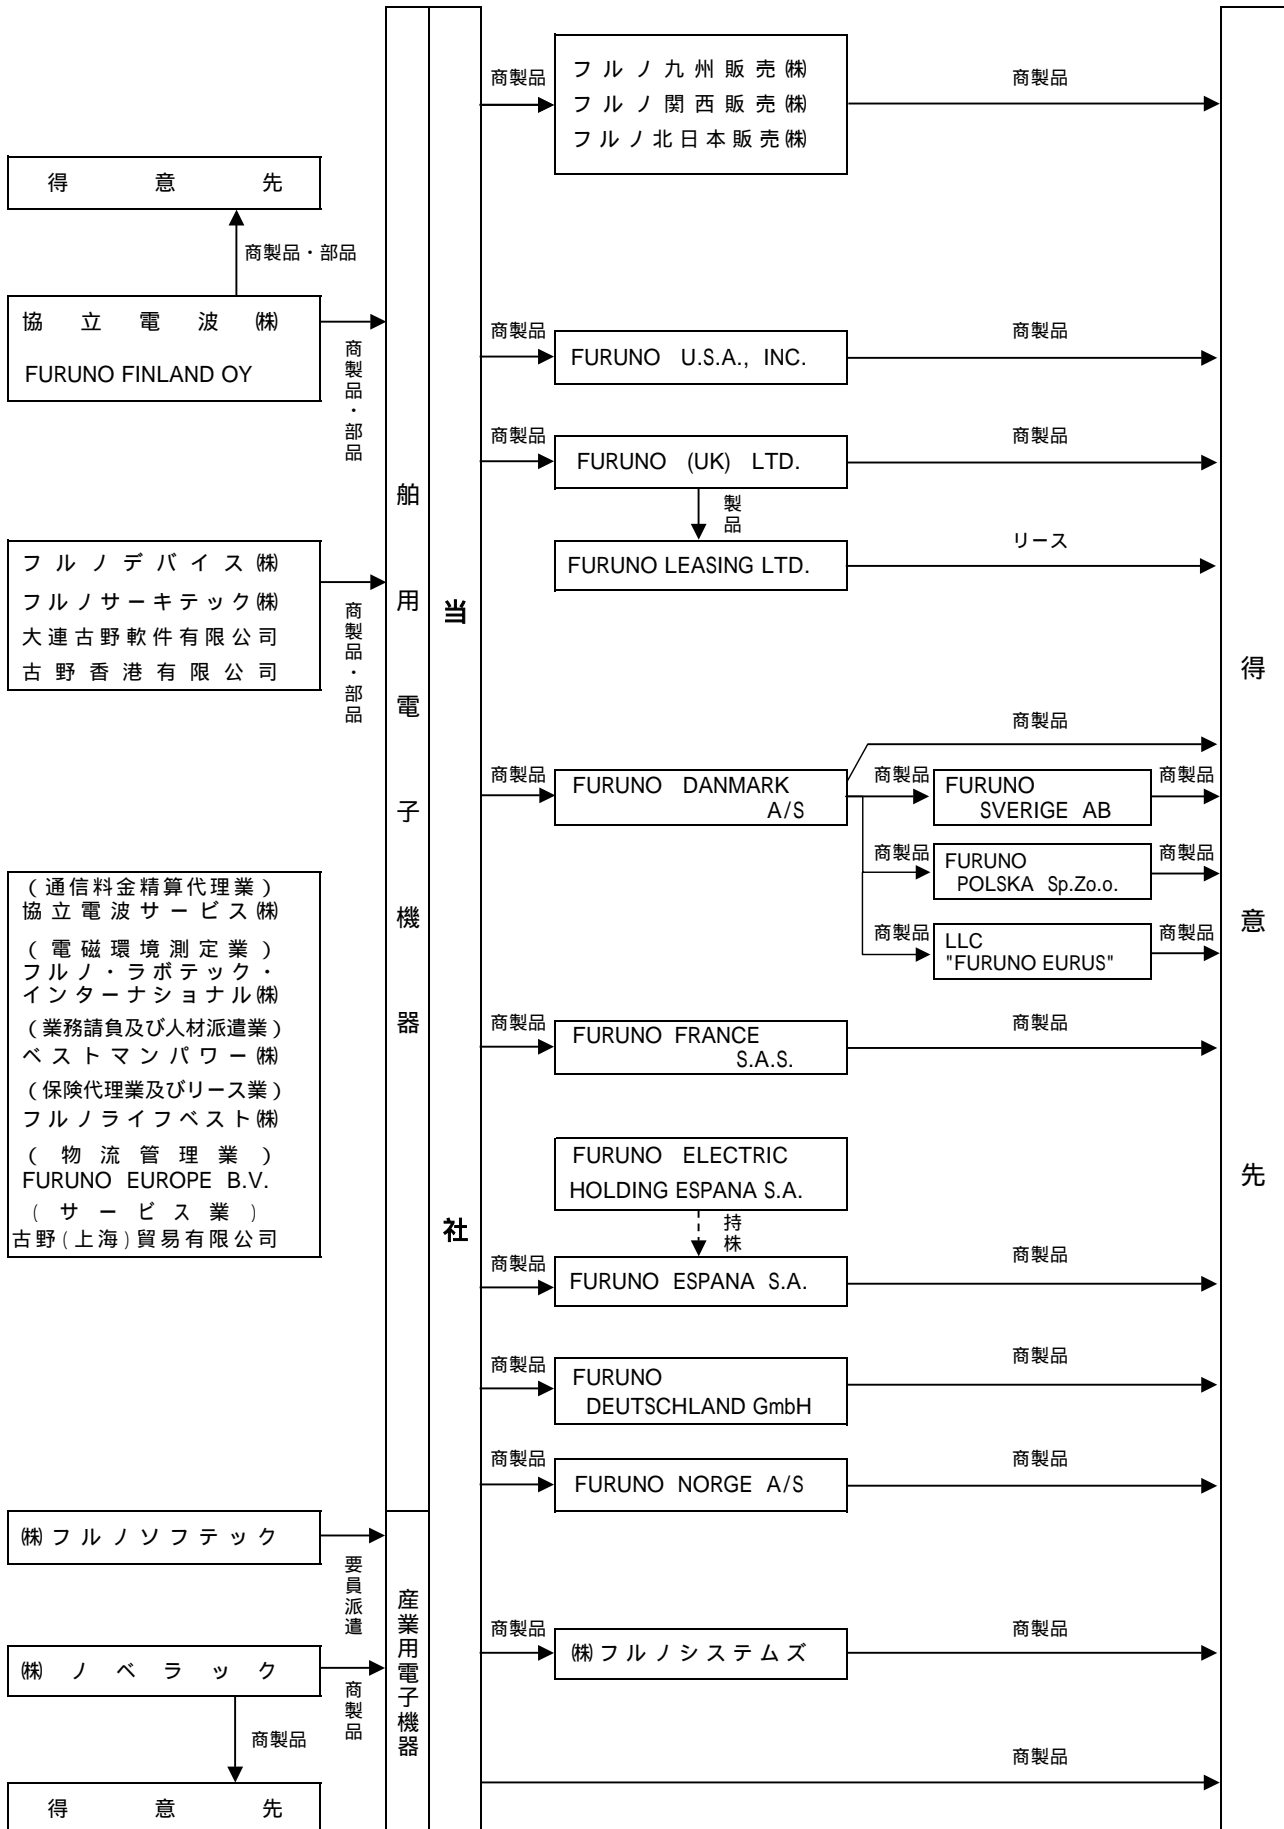 得意先
商製品・部品
協立電波㈱
FURUNO FINLAND OY
商製品・部品
フルノデバイス㈱
フルノサーキテック㈱
大連古野軟件有限公司
古野香港有限公司
商製品・部品
(通信料金精算代理業)
協立電波サービス㈱
(電磁環境測定業)
フルノ・ラボテック・
インターナショナル㈱
(業務請負及び人材派遣業)
ベストマンパワー㈱
(保険代理業及びリース業)
フルノライフベスト㈱
(物流管理業)
FURUNO EUROPE B.V.
(サービス業)
古野(上海)貿易有限公司
㈱フルノソフテック
要員派遣
㈱ノベラック
商製品
商製品
得意先
舶用電子機器
産業用電子機器
当社
商製品
フルノ九州販売㈱
フルノ関西販売㈱
フルノ北日本販売㈱
商製品
商製品
FURUNO U.S.A., INC.
商製品
商製品
FURUNO (UK) LTD.
商製品
製品
FURUNO LEASING LTD.
リース
商製品
FURUNO DANMARK
A/S
商製品
商製品
FURUNO
SVERIGE AB
商製品
商製品
FURUNO
POLSKA Sp.Zo.o.
商製品
商製品
LLC
"FURUNO EURUS"
商製品
商製品
FURUNO FRANCE
S.A.S.
商製品
FURUNO ELECTRIC
HOLDING ESPANA S.A.
持株
商製品
FURUNO ESPANA S.A.
商製品
商製品
FURUNO
DEUTSCHLAND GmbH
商製品
商製品
FURUNO NORGE A/S
商製品
商製品
㈱フルノシステムズ
商製品
商製品
得意先